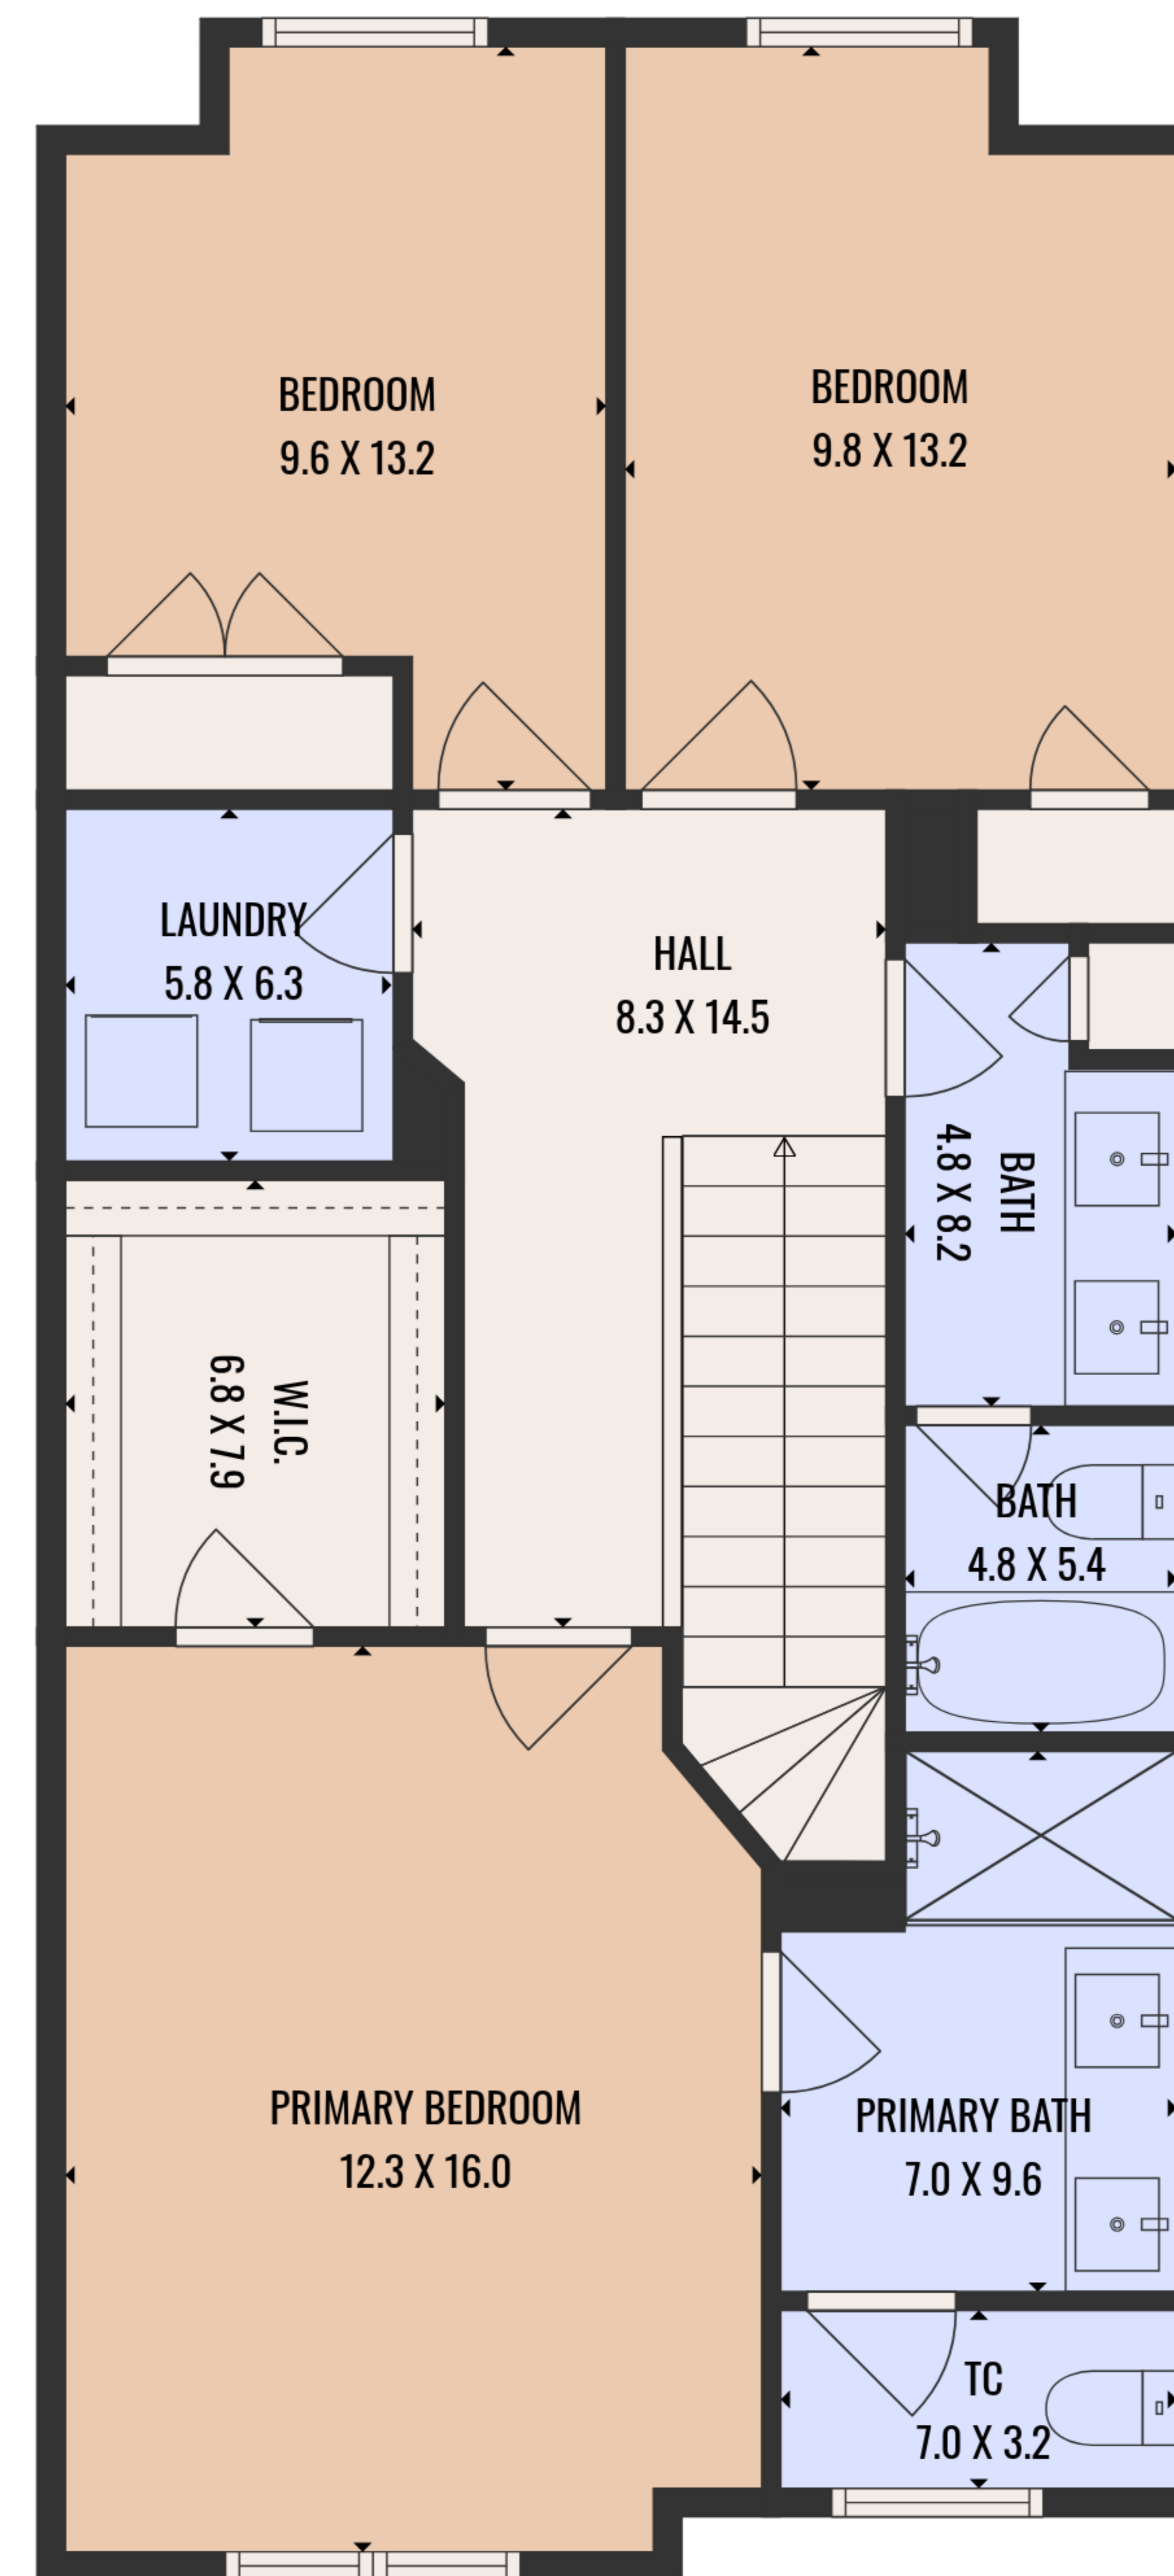 BEDROOM
9.6 X 13.2
BEDROOM
9.8 X 13.2
LAUNDRY
5.8 X 6.3
HALL
8.3 X 14.5
BATH
4.8 X 8.2
W.I.C.
6.8 X 7.9
BATH
4.8 X 5.4
PRIMARY BEDROOM
12.3 X 16.0
PRIMARY BATH
7.0 X 9.6
TC
7.0 X 3.2